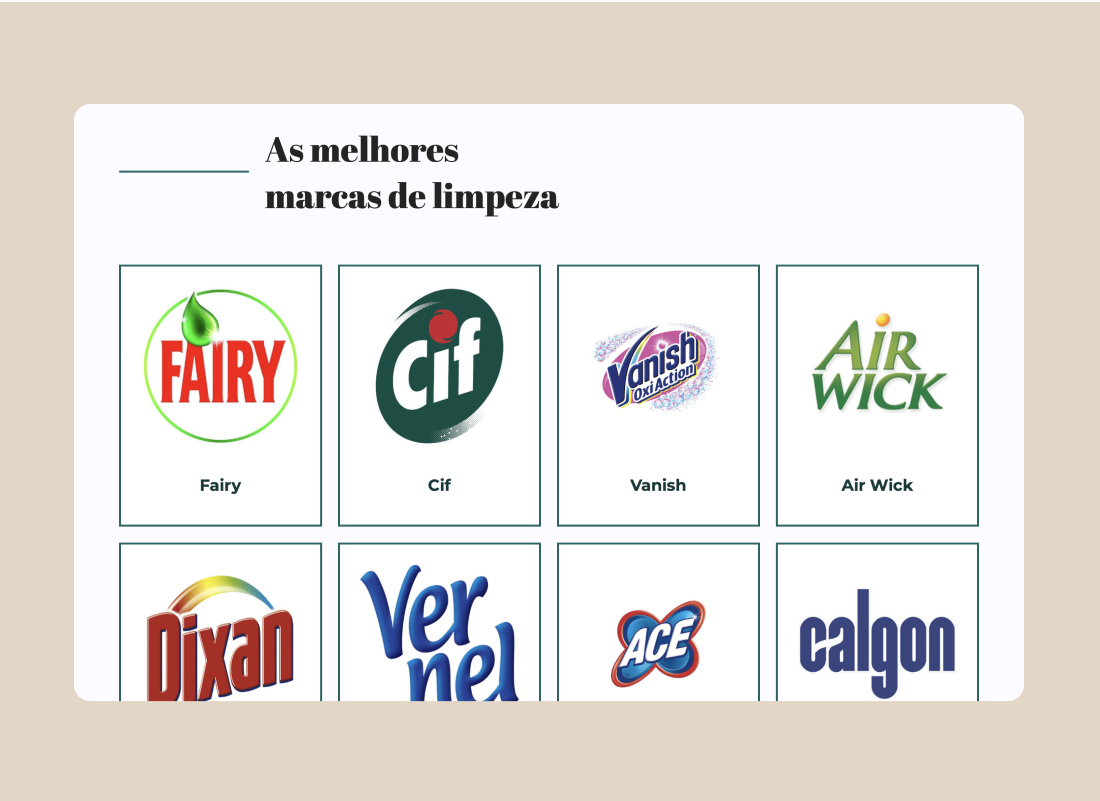 As melhores
marcas de limpeza
FAIRY
Cif
Vanish
Oxi Action
AIR
WICK
Fairy
Cif
Vanish
Air Wick
Dixan
Ver
nel
ACE
calgon